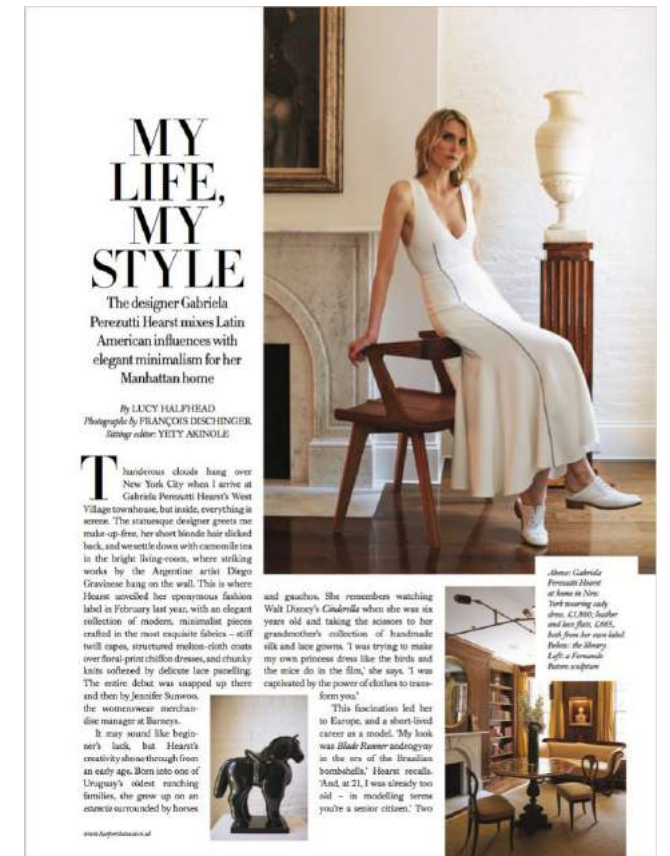 MY
LIFE,
MY
STYLE
The designer Gabriela
Perezutti Hearst mixes Latin
American influences with
elegant minimalism for her
Manhattan home
By LUCY HALFHEAD
Photographs by FRANÇOIS DISCHINGER
Sittings editor: YETY AKINOLE
Thunderous clouds hang over
New York City when I arrive at
Gabriela Perezutti Hearst's West
Village townhouse, but inside, everything is
serene. The statuesque designer greets me
make-up-free, her short blonde hair slicked
back, and we settle down with camomile tea
in the bright living-room, where striking
works by the Argentine artist Diego
Gravinese hang on the wall. This is where
Hearst unveiled her eponymous fashion
label in February last year, with an elegant
collection of modern, minimalist pieces
crafted in the most exquisite fabrics – stiff
twill capes, structured melton-cloth coats
over floral-print chiffon dresses, and chunky
knits softened by delicate lace panelling.
The entire debut was snapped up there
and then by Jennifer Sunwoo,
the womenswear merchan-
dise manager at Barneys.
It may sound like begin-
ner's luck, but Hearst's
creativity shone through from
an early age. Born into one of
Uruguay's oldest ranching
families, she grew up on an
estancia surrounded by horses
and gauchos. She remembers watching
Walt Disney's Cinderella when she was six
years old and taking the scissors to her
grandmother's collection of handmade
silk and lace gowns. 'I was trying to make
my own princess dress like the birds and
the mice do in the film,' she says. 'I was
captivated by the power of clothes to trans-
form you.'
This fascination led her
to Europe, and a short-lived
career as a model. 'My look
was Blade Runner androgyny
in the era of the Brazilian
bombshells,' Hearst recalls.
'And, at 21, I was already too
old – in modelling terms
you're a senior citizen.' Two
Above: Gabriela
Perezutti Hearst
at home in New
York wearing cady
dress, £1,860; leather
and lace flats, £665,
both from her own label.
Below: the library.
Left: a Fernando
Botero sculpture